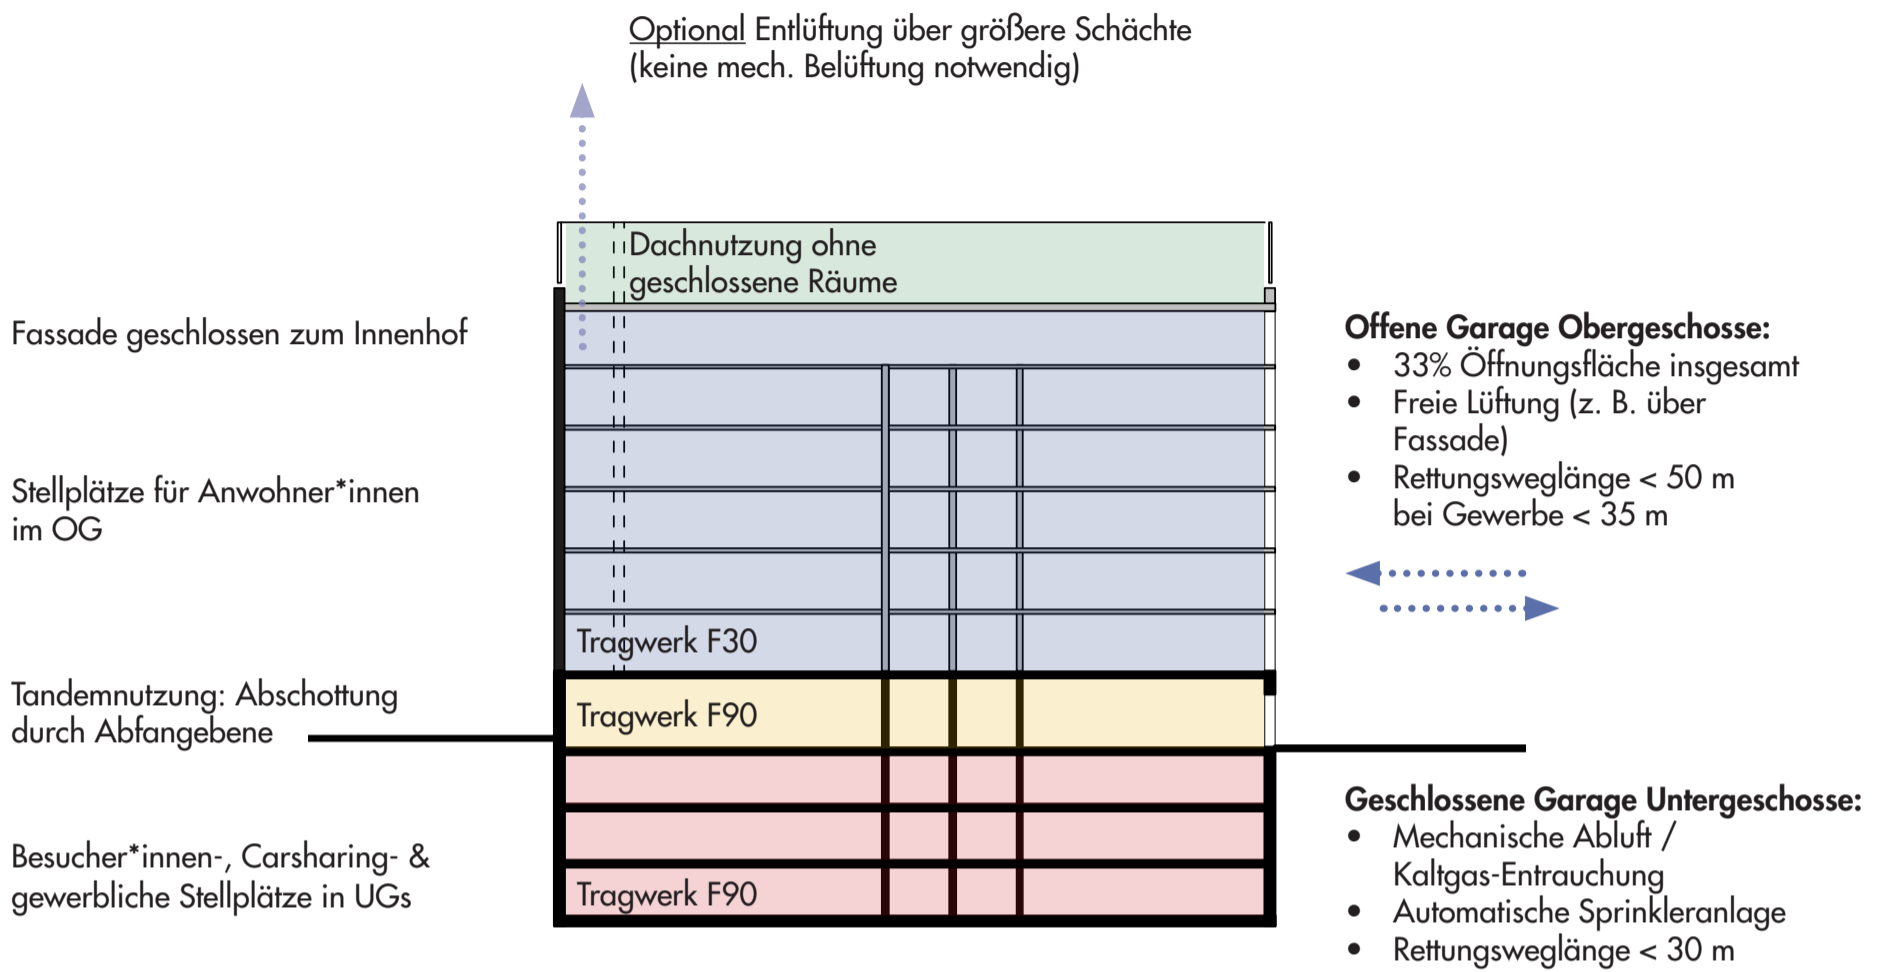 Optional Entlüftung über größere Schächte
(keine mech. Belüftung notwendig)
Dachnutzung ohne
geschlossene Räume
Fassade geschlossen zum Innenhof
Stellplätze für Anwohner*innen
im OG
Tragwerk F30
Tandemnutzung: Abschottung
durch Abfangebene
Tragwerk F90
Besucher*innen-, Carsharing- &
gewerbliche Stellplätze in UGs
Tragwerk F90
Offene Garage Obergeschosse:
• 33% Öffnungsfläche insgesamt
• Freie Lüftung (z. B. über
Fassade)
• Rettungsweglänge < 50 m
bei Gewerbe < 35 m
Geschlossene Garage Untergeschosse:
• Mechanische Abluft /
Kaltgas-Entrauchung
• Automatische Sprinkleranlage
• Rettungsweglänge < 30 m